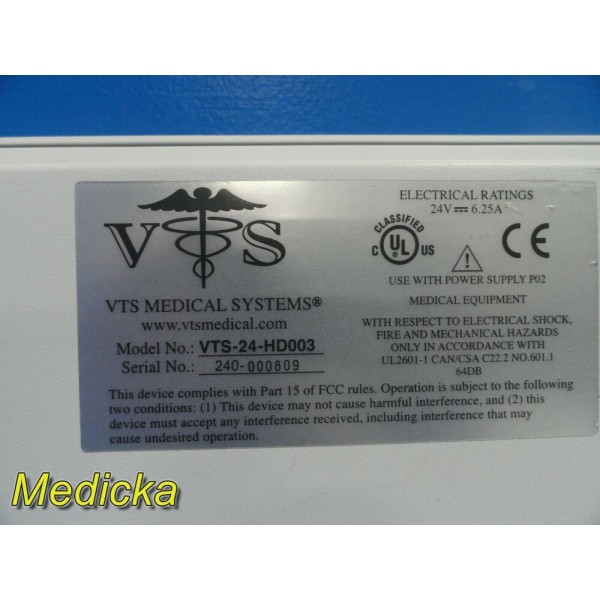 VTS
VTS MEDICAL SYSTEMS®
www.vtsmedical.com
Model No.: VTS-24-HD003
Serial No.: 240-000809
ELECTRICAL RATINGS
24V⎓ 6.25A
CLASSIFIED
C UL US
CE
USE WITH POWER SUPPLY P02
MEDICAL EQUIPMENT
WITH RESPECT TO ELECTRICAL SHOCK,
FIRE AND MECHANICAL HAZARDS
ONLY IN ACCORDANCE WITH
UL2601-1 CAN/CSA C22.2 NO.601.1
64DB
This device complies with Part 15 of FCC rules. Operation is subject to the following
two conditions: (1) This device may not cause harmful interference, and (2) this
device must accept any interference received, including interference that may
cause undesired operation.
Medicka